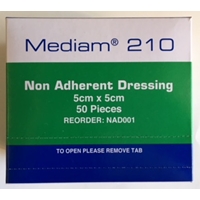 Mediam® 210
Non Adherent Dressing
5cm x 5cm
50 Pieces
REORDER: NAD001
TO OPEN PLEASE REMOVE TAB